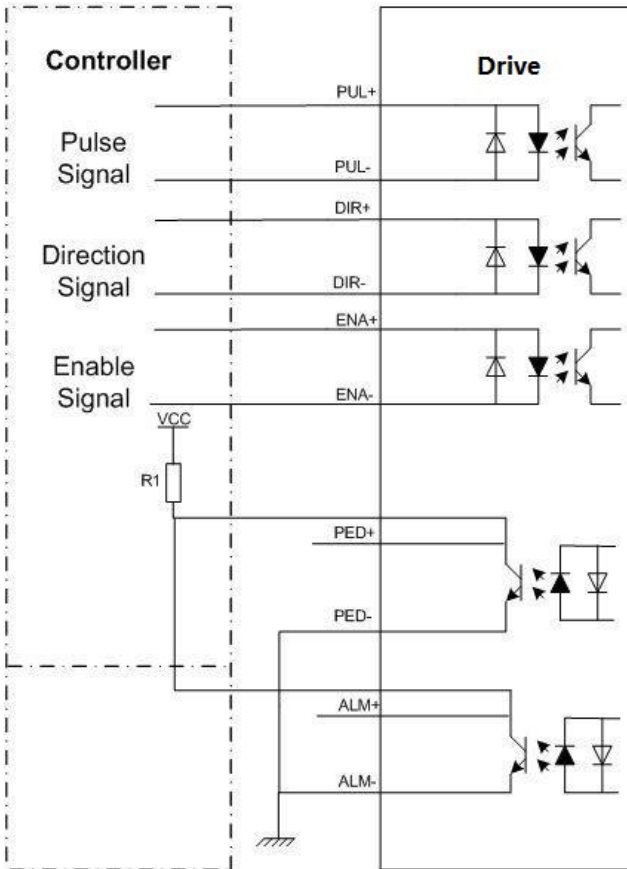 Controller
Drive
PUL+
Pulse
Signal
PUL-
DIR+
Direction
Signal
DIR-
ENA+
Enable
Signal
ENA-
VCC
R1
PED+
PED-
ALM+
ALM-